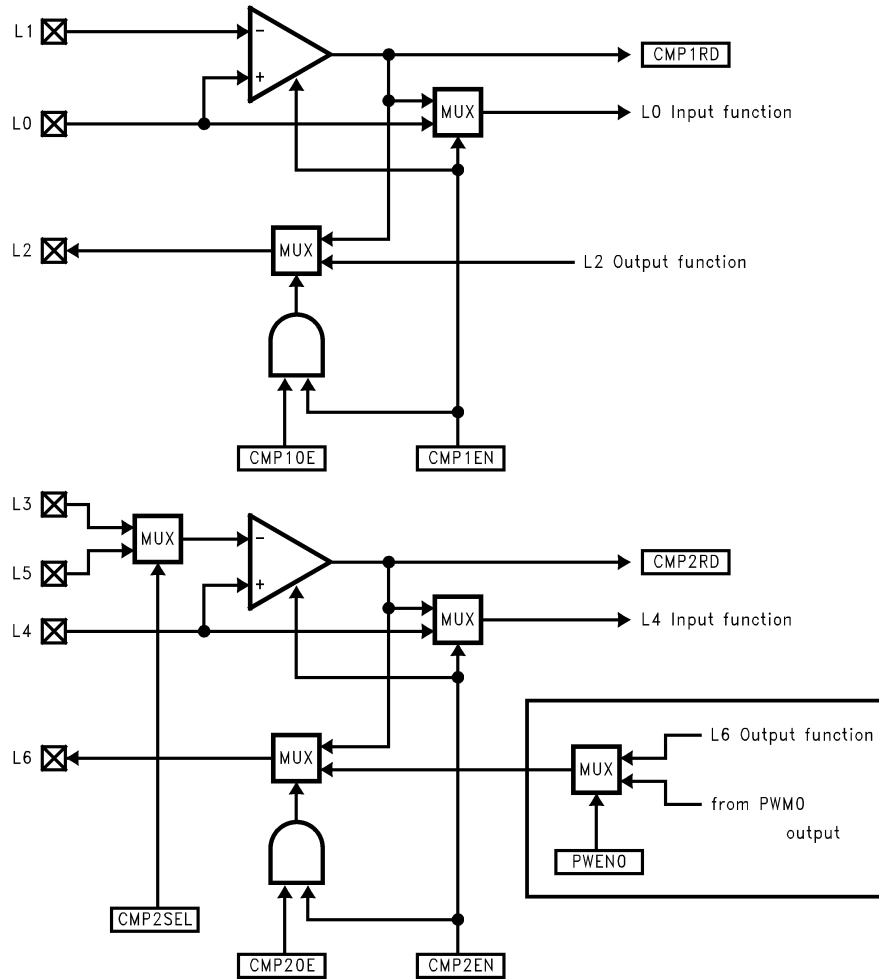 L1
−
CMP1RD
+
MUX
L0 Input function
L0
L2
MUX
L2 Output function
CMP1OE
CMP1EN
L3
MUX
−
L5
CMP2RD
+
L4
MUX
L4 Input function
L6
MUX
L6 Output function
MUX
from PWM0
output
PWEN0
CMP2SEL
CMP2OE
CMP2EN